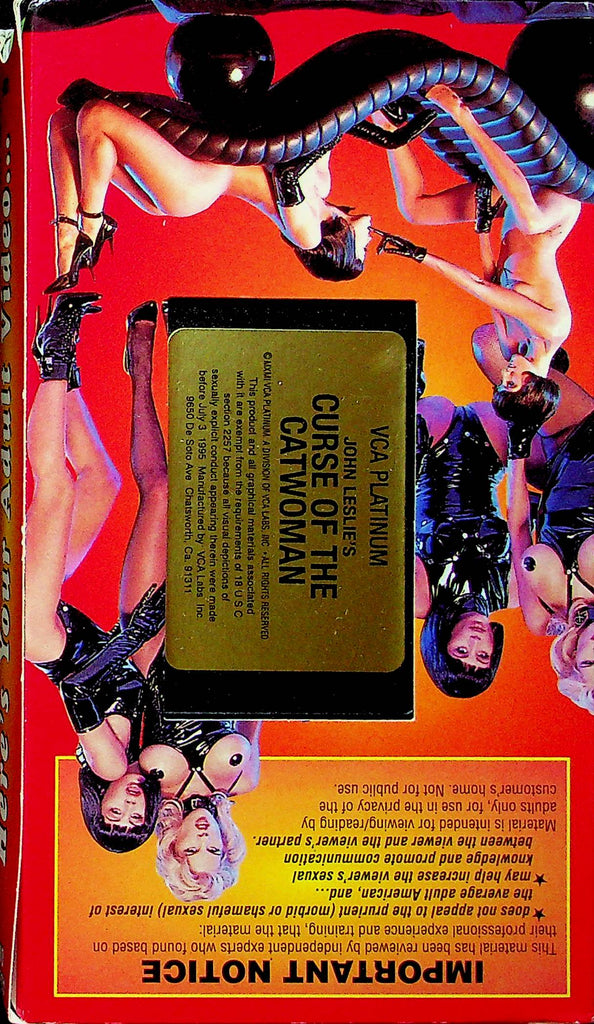 Here's Your Adult Video...
VCA PLATINUM
JOHN LESLIE'S
CURSE OF THE
CATWOMAN
© MXMI VCA PLATINUM, A DIVISION OF VCA LABS, INC. • ALL RIGHTS RESERVED
This product and all graphical materials associated
with it are exempt from the requirements of 18 U S C
section 2257 because all visual depictions of
sexually explicit conduct appearing therein were made
before July 3, 1995. Manufactured by VCA Labs, Inc.
9650 De Soto Ave. Chatsworth, Ca. 91311
IMPORTANT NOTICE
This material has been reviewed by independent experts who found based on
their professional experience and training, that the material:
★ does not appeal to the prurient (morbid or shameful sexual) interest of
the average adult American, and...
★ may help increase the viewer's sexual
knowledge and promote communication
between the viewer and the viewer's partner.
Material is intended for viewing/reading by
adults only, for use in the privacy of the
customer's home. Not for public use.